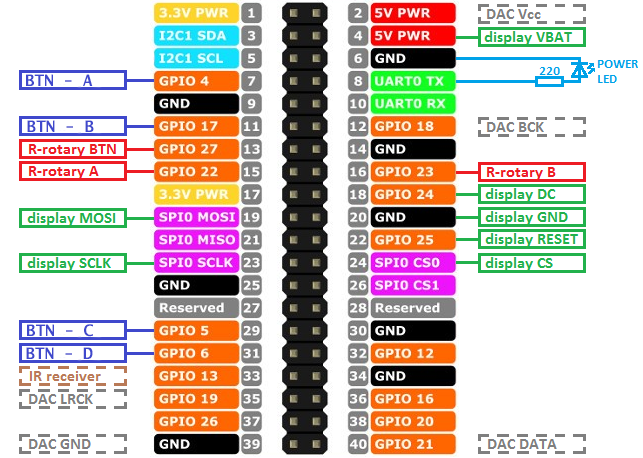 3.3V PWR 1 2 5V PWR DAC Vcc
I2C1 SDA 3 4 5V PWR display VBAT
I2C1 SCL 5 6 GND
BTN - A GPIO 4 7 8 UART0 TX 220 POWER LED
GND 9 10 UART0 RX
BTN - B GPIO 17 11 12 GPIO 18 DAC BCK
R-rotary BTN GPIO 27 13 14 GND
R-rotary A GPIO 22 15 16 GPIO 23 R-rotary B
3.3V PWR 17 18 GPIO 24 display DC
display MOSI SPI0 MOSI 19 20 GND display GND
SPI0 MISO 21 22 GPIO 25 display RESET
display SCLK SPI0 SCLK 23 24 SPI0 CS0 display CS
GND 25 26 SPI0 CS1
Reserved 27 28 Reserved
BTN - C GPIO 5 29 30 GND
BTN - D GPIO 6 31 32 GPIO 12
IR receiver GPIO 13 33 34 GND
DAC LRCK GPIO 19 35 36 GPIO 16
GPIO 26 37 38 GPIO 20
DAC GND GND 39 40 GPIO 21 DAC DATA